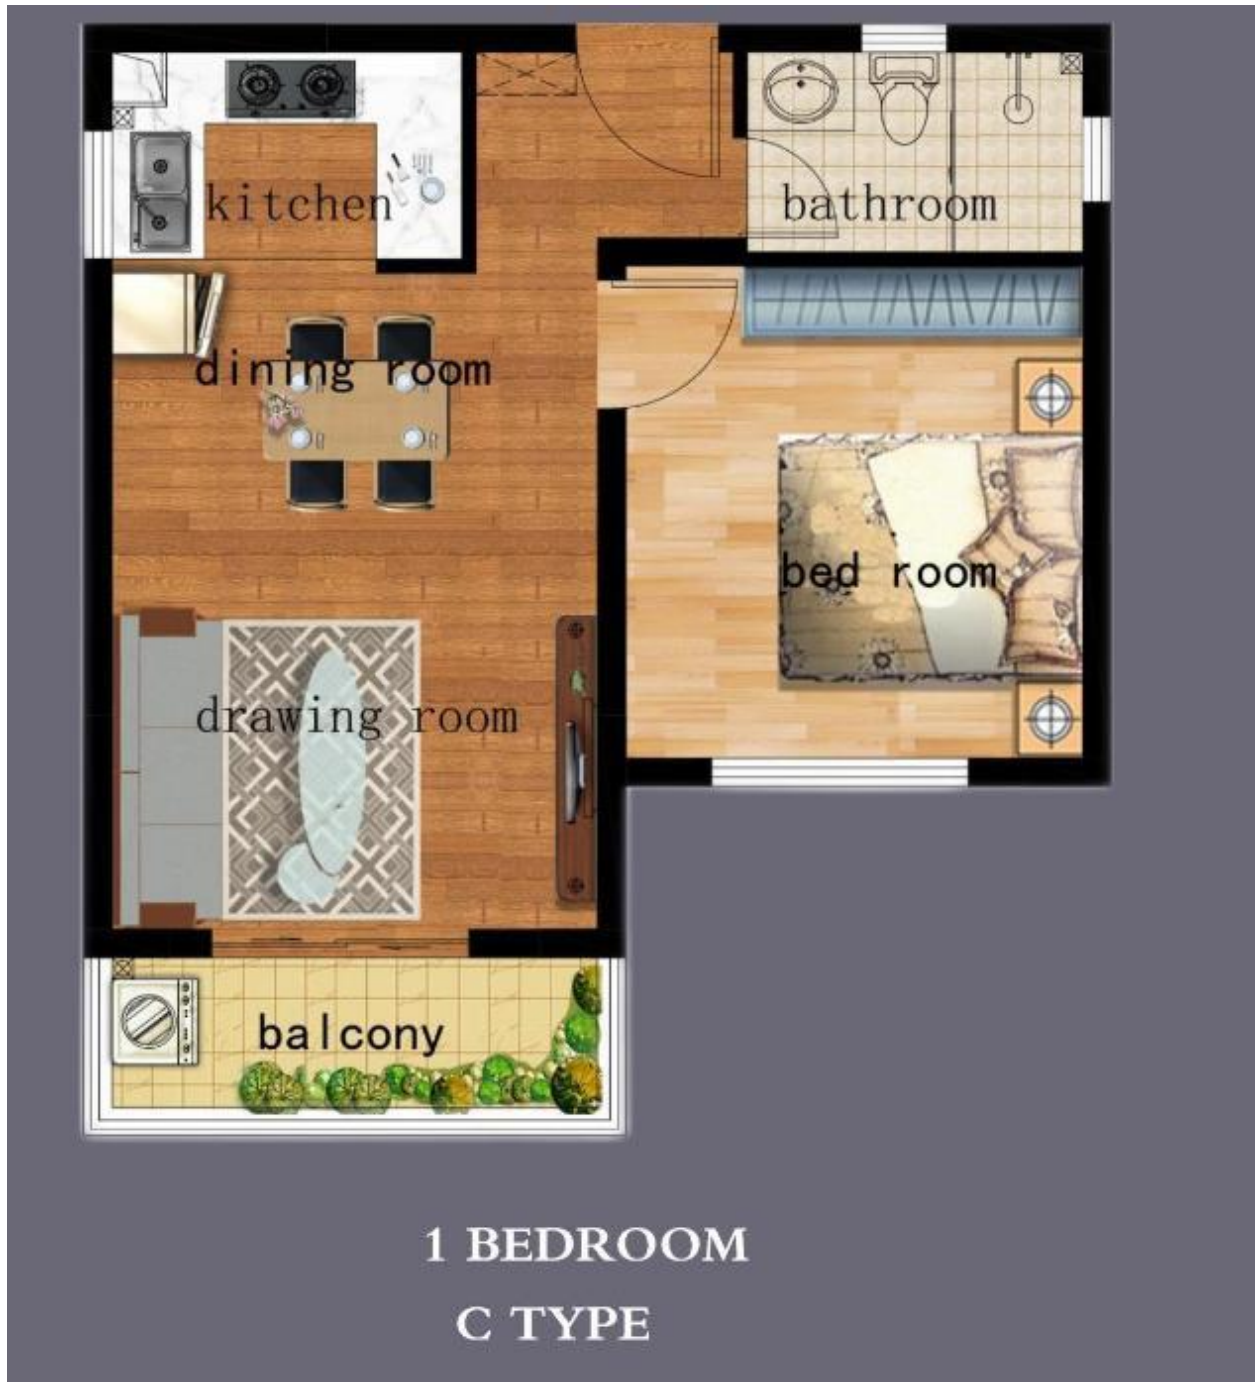 kitchen
bathroom
dining room
bed room
drawing room
balcony
1 BEDROOM
C TYPE